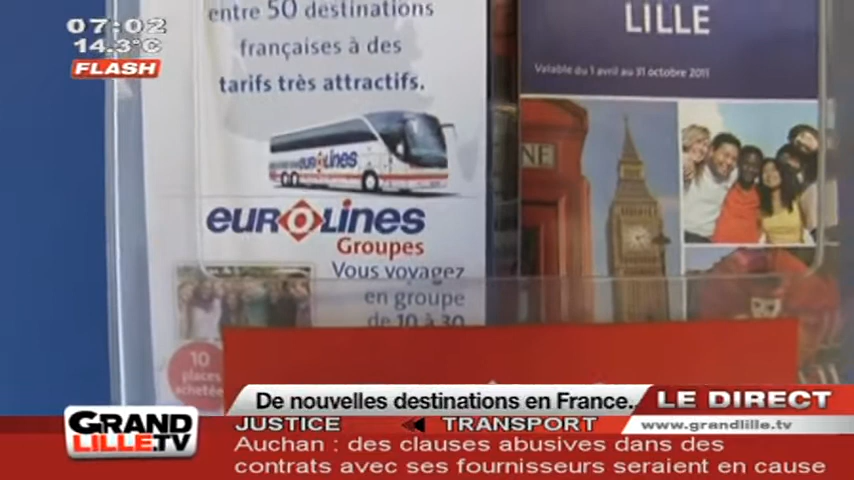 07:02
14.3°C
FLASH
entre 50 destinations
françaises à des
tarifs très attractifs.
EUROLINES
EUROLINES
Groupes
Vous voyagez
en groupe
de 10 à 30
10
places
achetée
LILLE
Valable du 1 avril au 31 octobre 2011
NE
De nouvelles destinations en France.
LE DIRECT
www.grandlille.tv
GRAND
LILLE.TV
JUSTICE
TRANSPORT
Auchan : des clauses abusives dans des
contrats avec ses fournisseurs seraient en cause